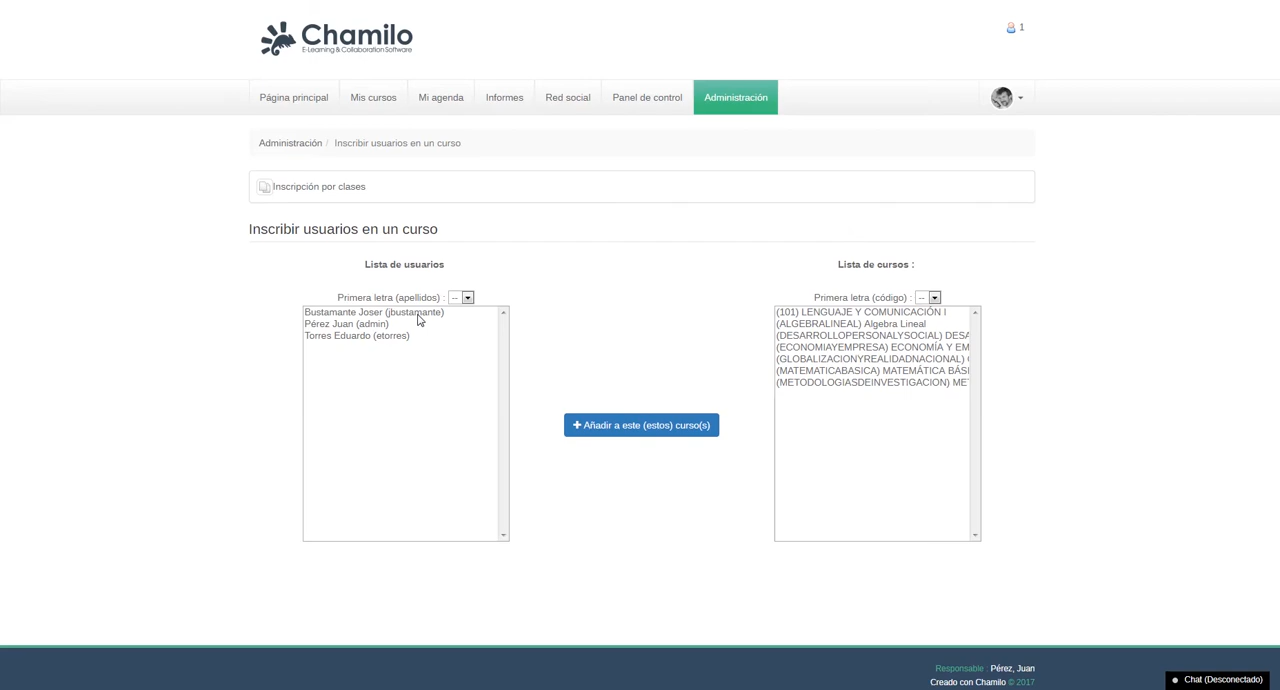 Chamilo
E-Learning & Collaboration Software
1
Página principal
Mis cursos
Mi agenda
Informes
Red social
Panel de control
Administración
Administración / Inscribir usuarios en un curso
Inscripción por clases
Inscribir usuarios en un curso
Lista de usuarios
Primera letra (apellidos) : --
Bustamante Joser (jbustamante)
Pérez Juan (admin)
Torres Eduardo (etorres)
+ Añadir a este (estos) curso(s)
Lista de cursos :
Primera letra (código) : --
(101) LENGUAJE Y COMUNICACIÓN I
(ALGEBRALINEAL) Algebra Lineal
(DESARROLLOPERSONALYSOCIAL) DESA
(ECONOMIAYEMPRESA) ECONOMÍA Y EM
(GLOBALIZACIONYREALIDADNACIONAL)
(MATEMATICABASICA) MATEMÁTICA BÁSI
(METODOLOGIASDEINVESTIGACION) MET
Responsable : Pérez, Juan
Creado con Chamilo © 2017
Chat (Desconectado)